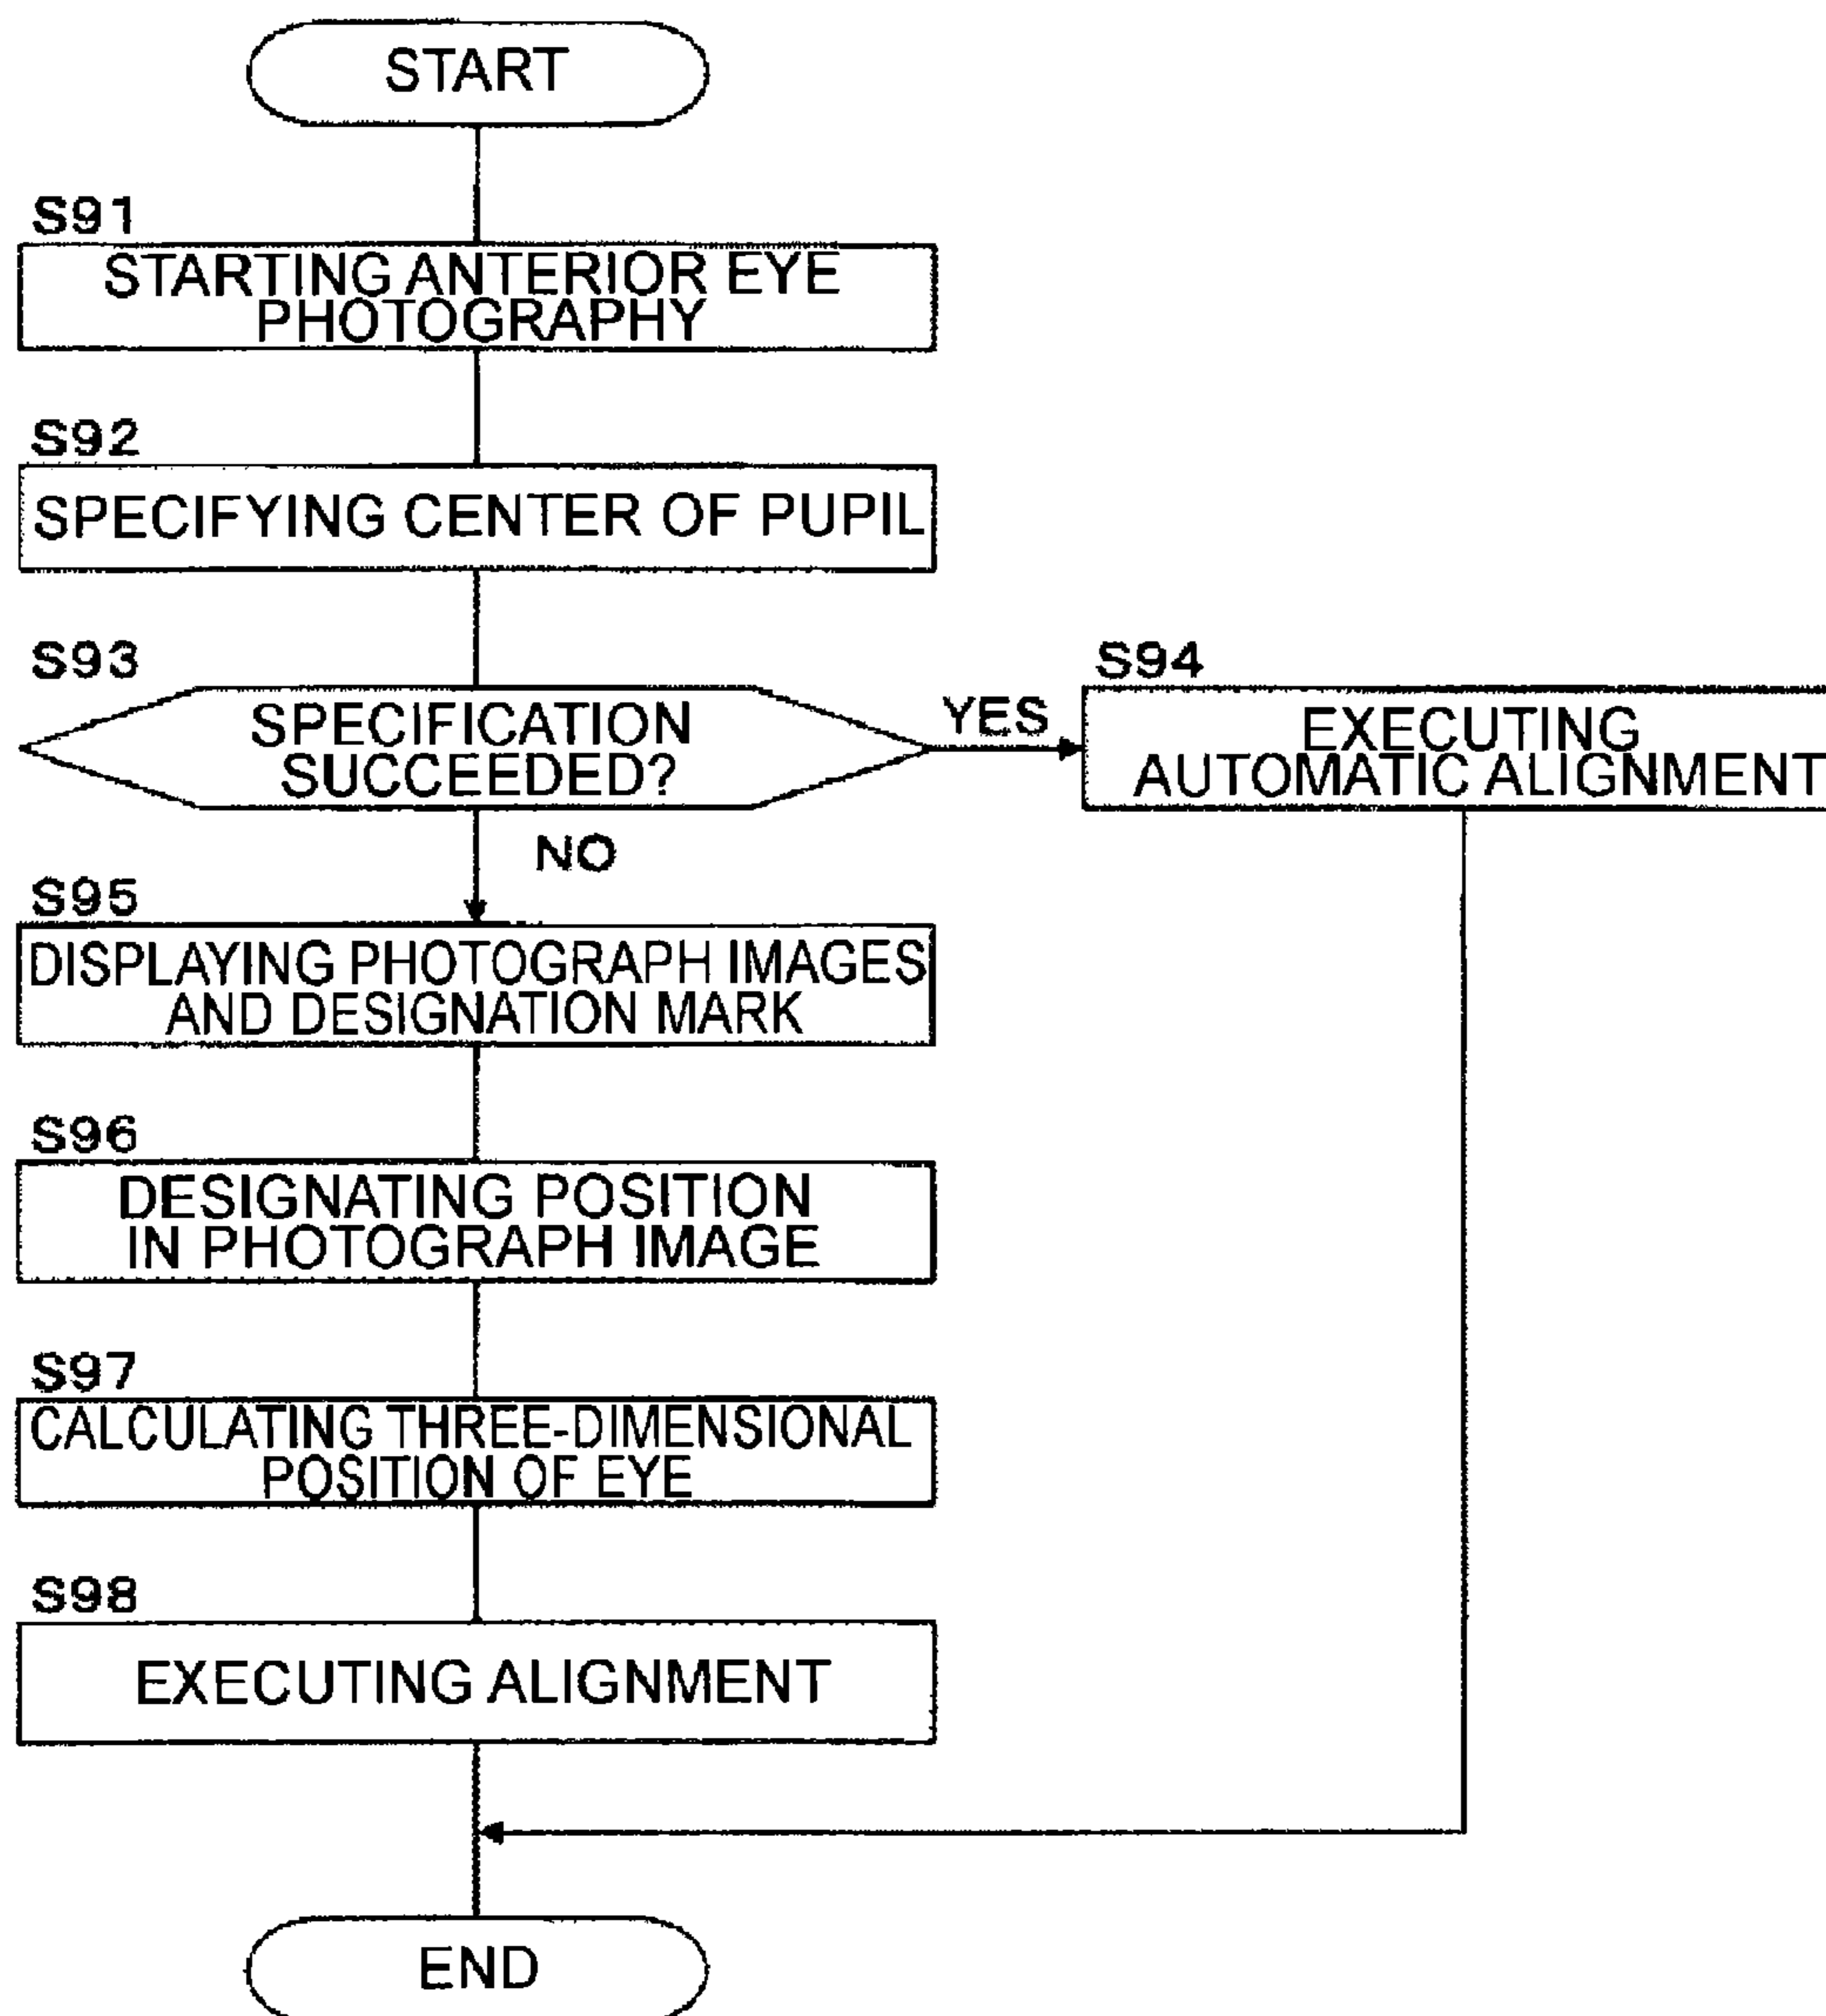 START
S91
STARTING ANTERIOR EYE
PHOTOGRAPHY
S92
SPECIFYING CENTER OF PUPIL
S93
SPECIFICATION
SUCCEEDED?
YES
S94
EXECUTING
AUTOMATIC ALIGNMENT
NO
S95
DISPLAYING PHOTOGRAPH IMAGES
AND DESIGNATION MARK
S96
DESIGNATING POSITION
IN PHOTOGRAPH IMAGE
S97
CALCULATING THREE-DIMENSIONAL
POSITION OF EYE
S98
EXECUTING ALIGNMENT
END